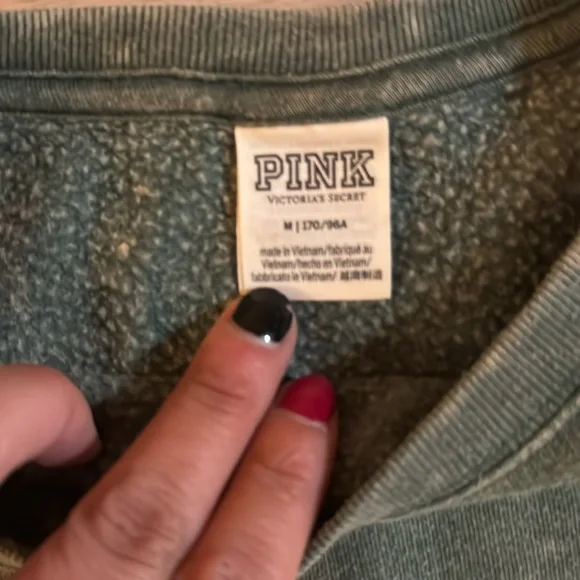 PINK
VICTORIA'S SECRET
M | 170/96A
made in Vietnam/fabriqué au
Vietnam/hecho en Vietnam/
fabbricato le Vietnam/ 越南制造